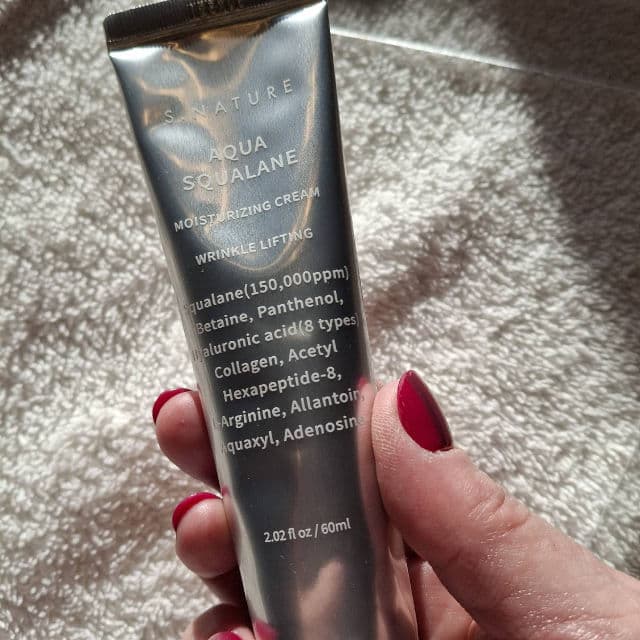 S.NATURE
AQUA
SQUALANE
MOISTURIZING CREAM
WRINKLE LIFTING
qualane(150,000ppm)
Betaine, Panthenol,
aluronic acid(8 types)
Collagen, Acetyl
Hexapeptide-8,
-Arginine, Allantoin,
quaxyl, Adenosine
2.02 fl oz / 60ml